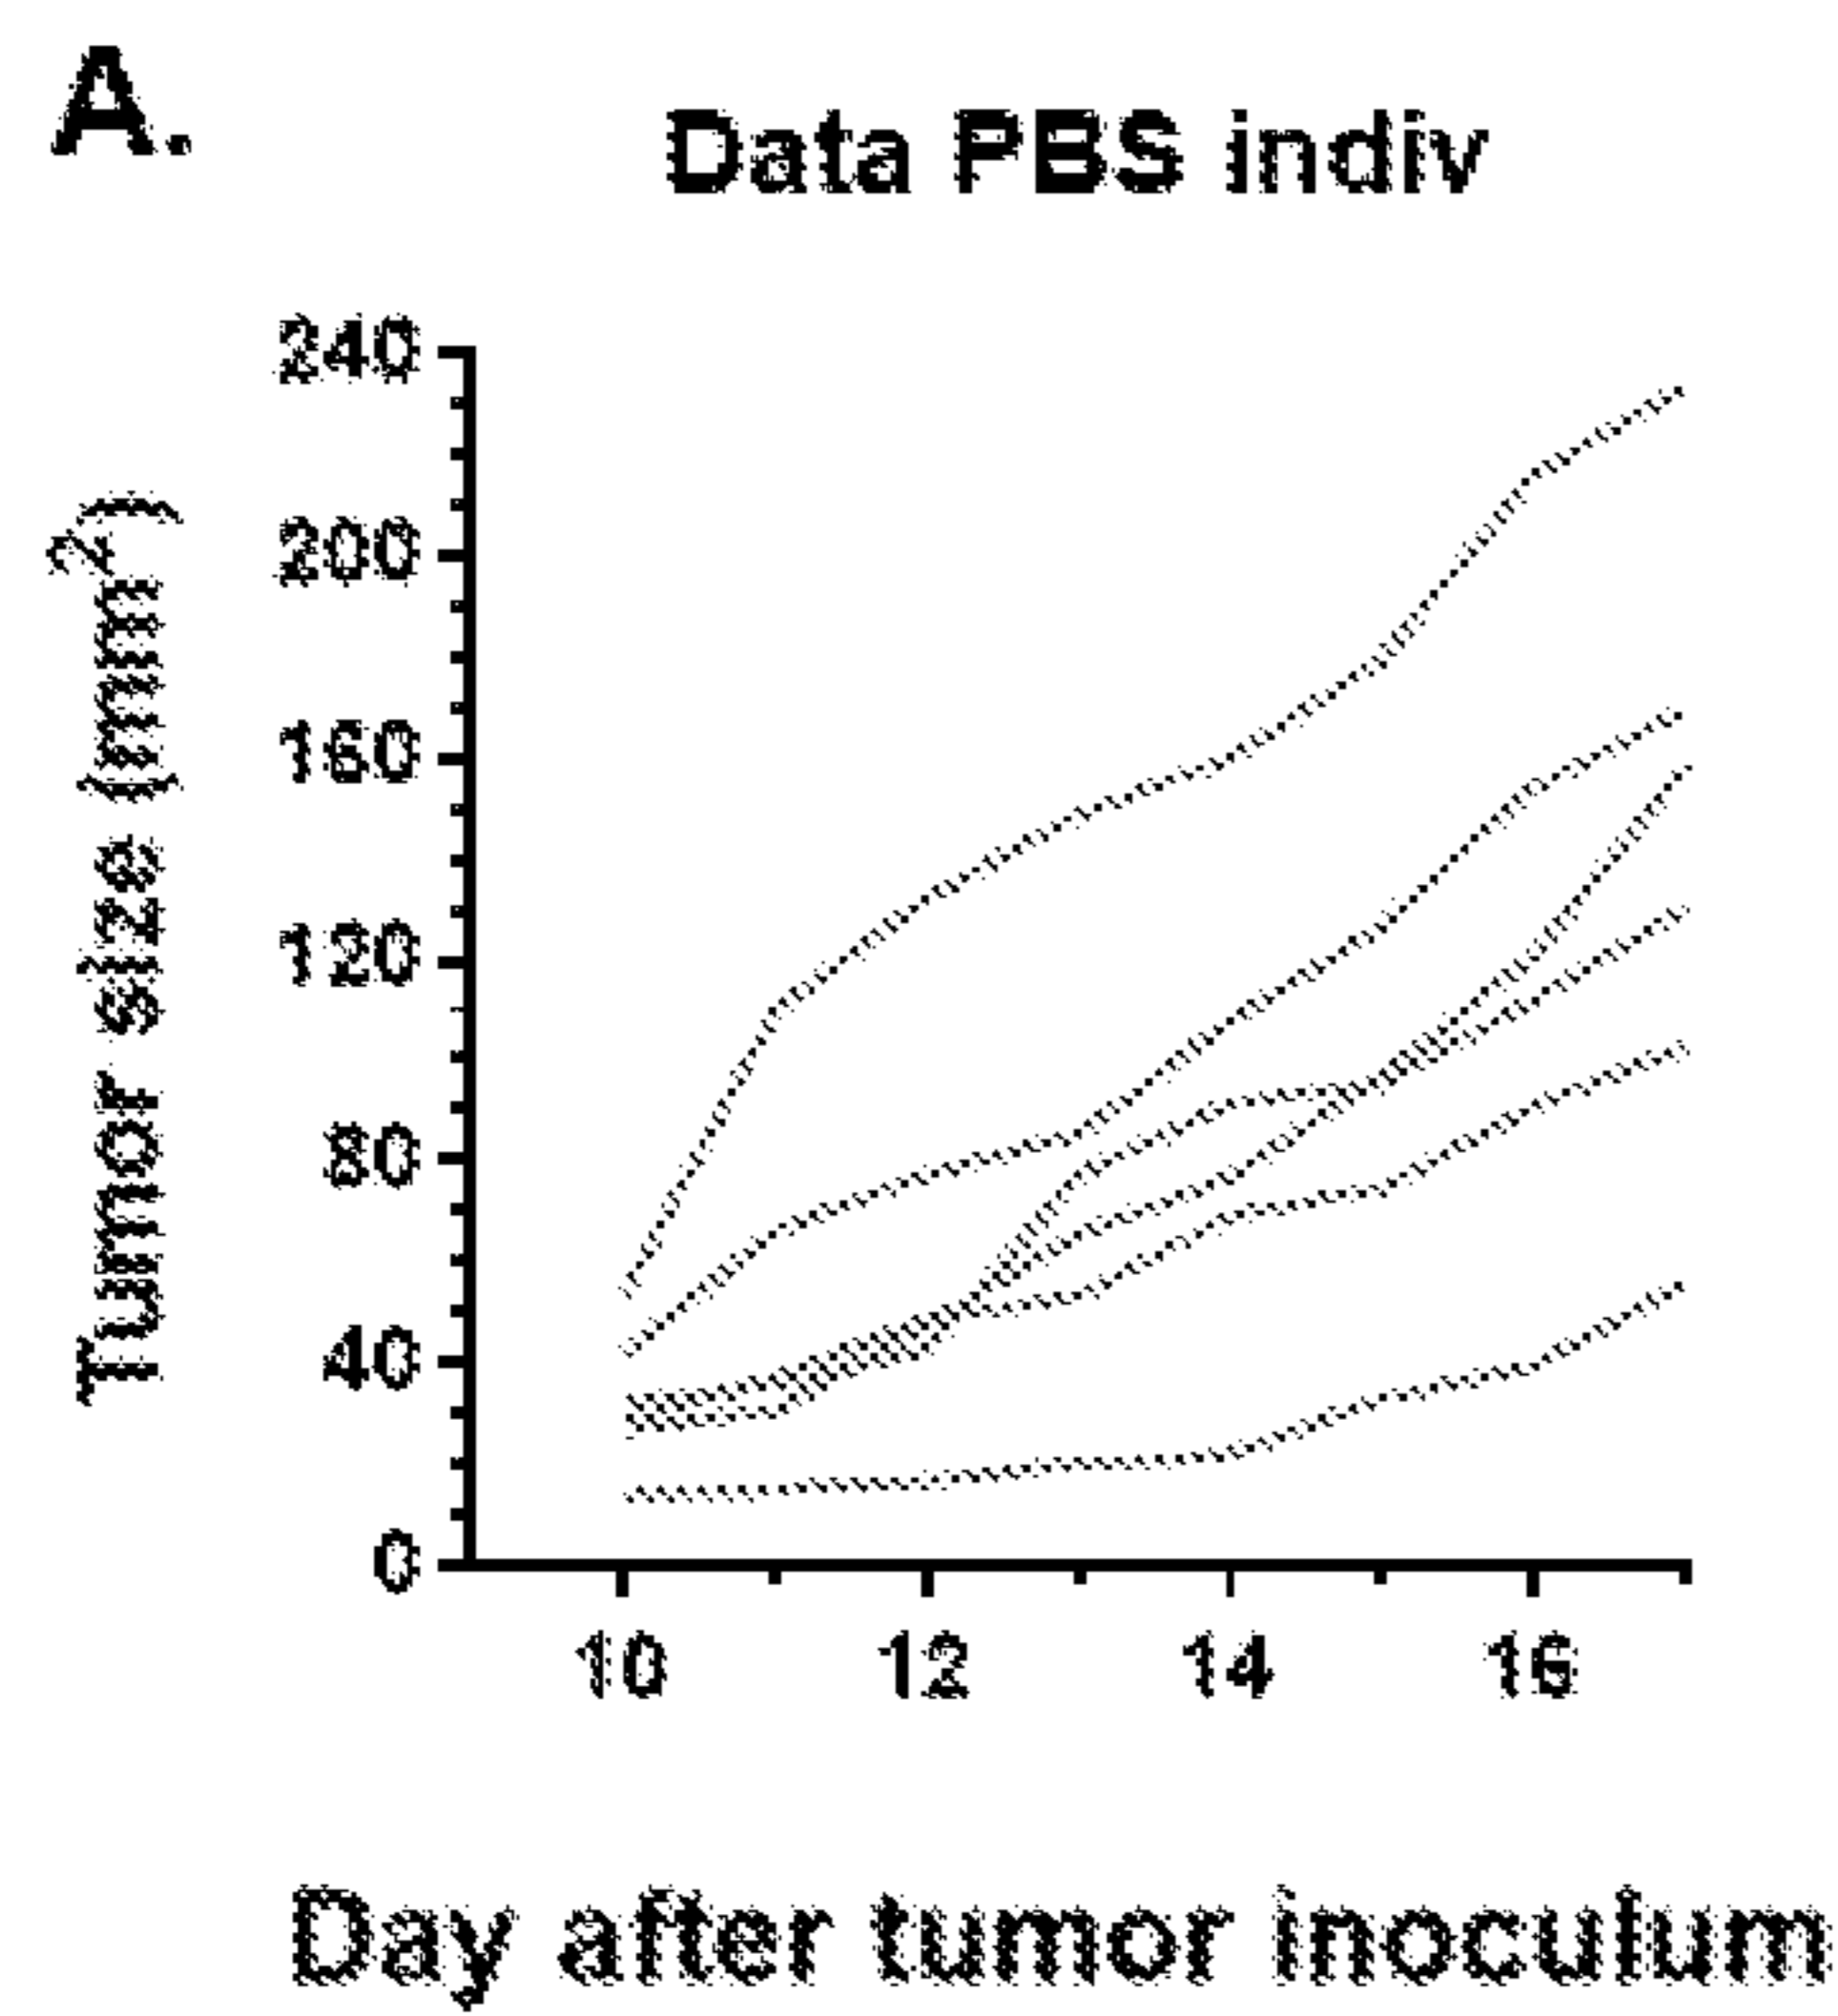 A.
Data PBS indiv
Tumor size (mm²)
240
200
160
120
80
40
0
10 12 14 16
Day after tumor inoculum